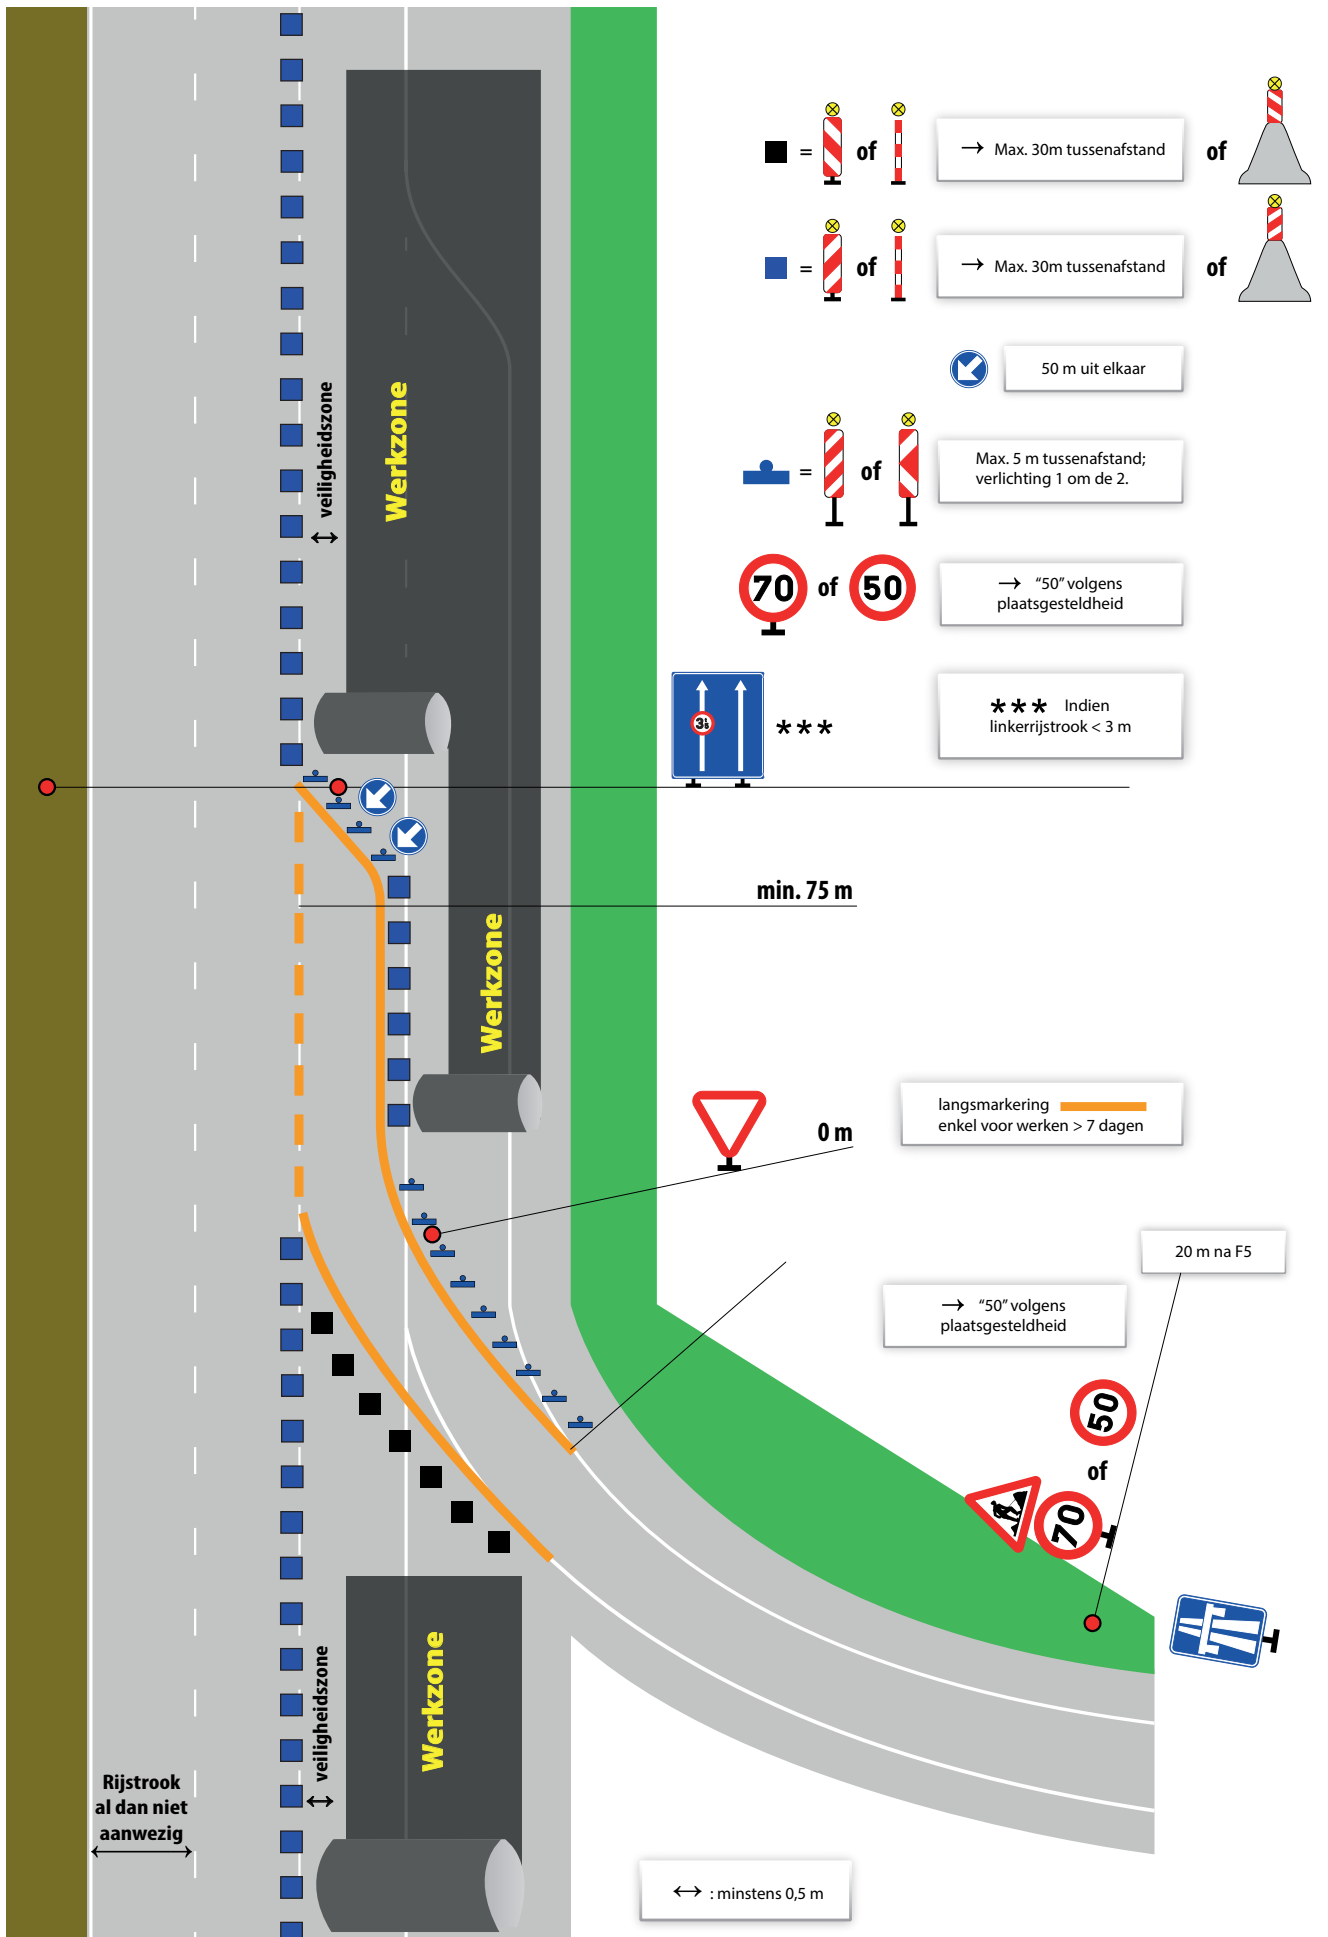 = of → Max. 30m tussenafstand of
= of → Max. 30m tussenafstand of
50 m uit elkaar
= of Max. 5 m tussenafstand;
verlichting 1 om de 2.
70 of 50 → “50” volgens
plaatsgesteldheid
3,5 *** *** Indien
linkerrijstrook < 3 m
veiligheidszone
↔
Werkzone
min. 75 m
Werkzone
0 m
langsmarkering
enkel voor werken > 7 dagen
20 m na F5
→ “50” volgens
plaatsgesteldheid
50
of
70
veiligheidszone
↔
Werkzone
Rijstrook
al dan niet
aanwezig
↔ : minstens 0,5 m